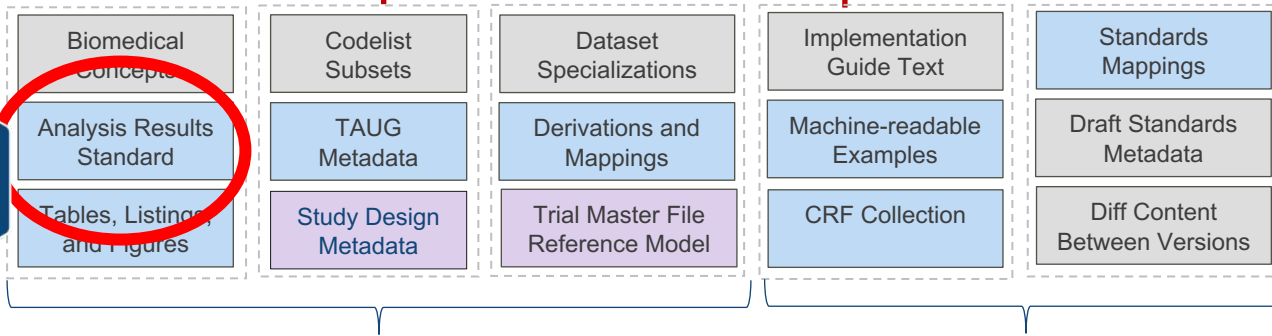 Biomedical
Concepts
Analysis Results
Standard
Tables, Listings,
and Figures
Codelist
Subsets
TAUG
Metadata
Study Design
Metadata
Dataset
Specializations
Derivations and
Mappings
Trial Master File
Reference Model
Implementation
Guide Text
Machine-readable
Examples
CRF Collection
Standards
Mappings
Draft Standards
Metadata
Diff Content
Between Versions